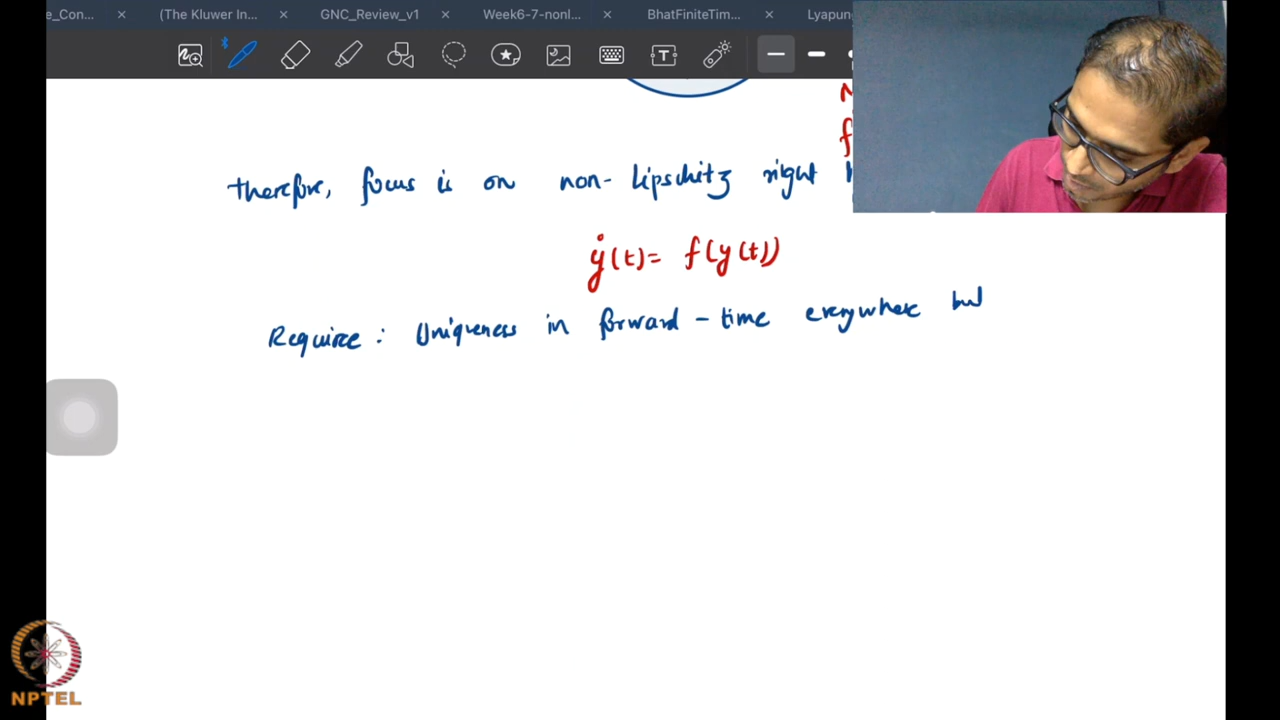 e_Con...
(The Kluwer In...
GNC_Review_v1
Week6-7-nonl...
BhatFiniteTim...
Lyapun
T
therefore, focus is on non-Lipschitz right
ẏ(t)= f(y(t))
Require: Uniqueness in forward-time everywhere but
NPTEL